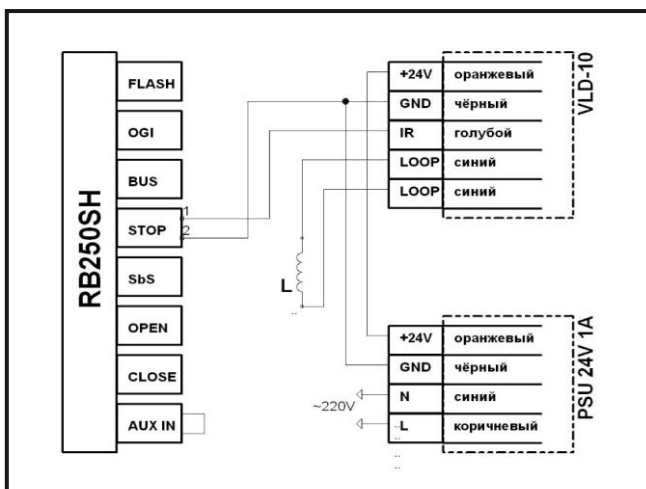 RB250SH
FLASH
OGI
BUS
STOP
1
2
SbS
OPEN
CLOSE
AUX IN
L
VLD-10
+24V оранжевый
GND чёрный
IR голубой
LOOP синий
LOOP синий
PSU 24V 1A
+24V оранжевый
GND чёрный
N синий
L коричневый
~220V